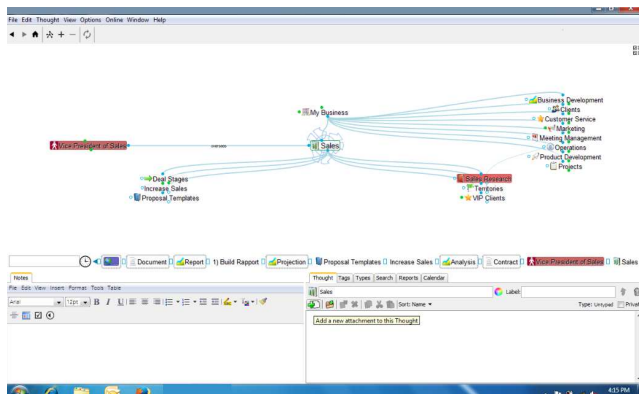 File Edit Thought View Options Online Window Help
My Business
Business Development
Clients
Customer Service
Marketing
Meeting Management
Operations
Product Development
Projects
Vice President of Sales
Sales
Deal Stages
Increase Sales
Proposal Templates
Sales Research
Territories
VIP Clients
Document Report 1) Build Rapport Projection Proposal Templates Increase Sales Analysis Contract Vice President of Sales Sales
Notes
File Edit View Insert Format Tools Table
Arial 12pt B I U
Thought Tags Types Search Reports Calendar
Sales Label:
Sort: Name Type: Untyped Privat
Add a new attachment to this Thought
4:15 PM